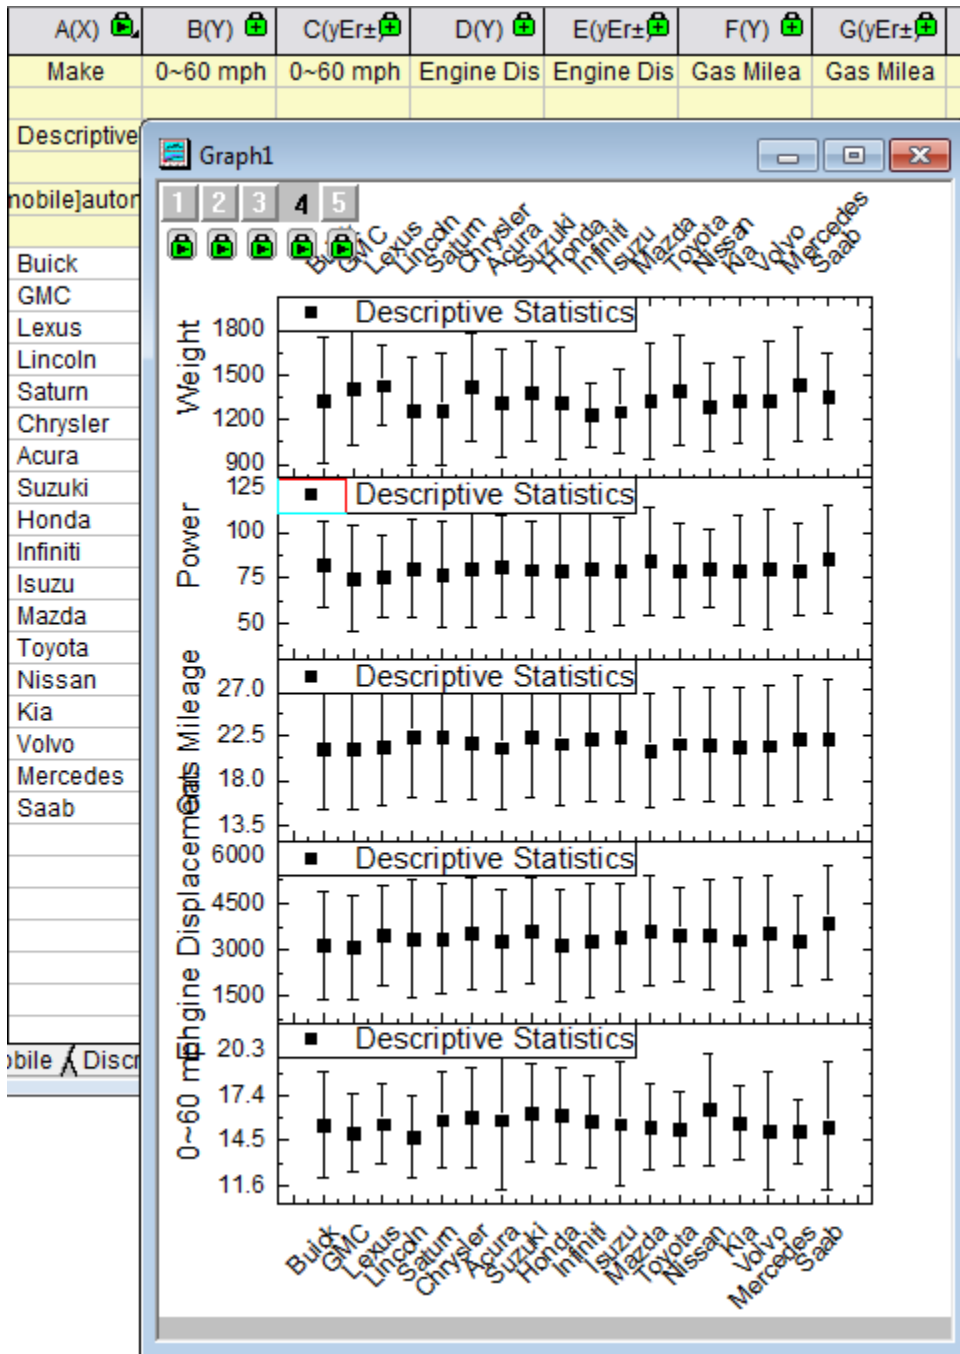 A(X) B(Y) C(yEr±) D(Y) E(yEr±) F(Y) G(yEr±)
Make 0~60 mph 0~60 mph Engine Dis Engine Dis Gas Milea Gas Milea
Descriptive
nobile]autor
Buick
GMC
Lexus
Lincoln
Saturn
Chrysler
Acura
Suzuki
Honda
Infiniti
Isuzu
Mazda
Toyota
Nissan
Kia
Volvo
Mercedes
Saab
obile Discr
Graph1
1 2 3 4 5
Buick GMC Lexus Lincoln Saturn Chrysler Acura Suzuki Honda Infiniti Isuzu Mazda Toyota Nissan Kia Volvo Mercedes Saab
Descriptive Statistics
Weight
1800
1500
1200
900
Descriptive Statistics
Power
125
100
75
50
Descriptive Statistics
Gas Mileage
27.0
22.5
18.0
13.5
Descriptive Statistics
Engine Displacement
6000
4500
3000
1500
Descriptive Statistics
0~60 mph
20.3
17.4
14.5
11.6
Buick GMC Lexus Lincoln Saturn Chrysler Acura Suzuki Honda Infiniti Isuzu Mazda Toyota Nissan Kia Volvo Mercedes Saab